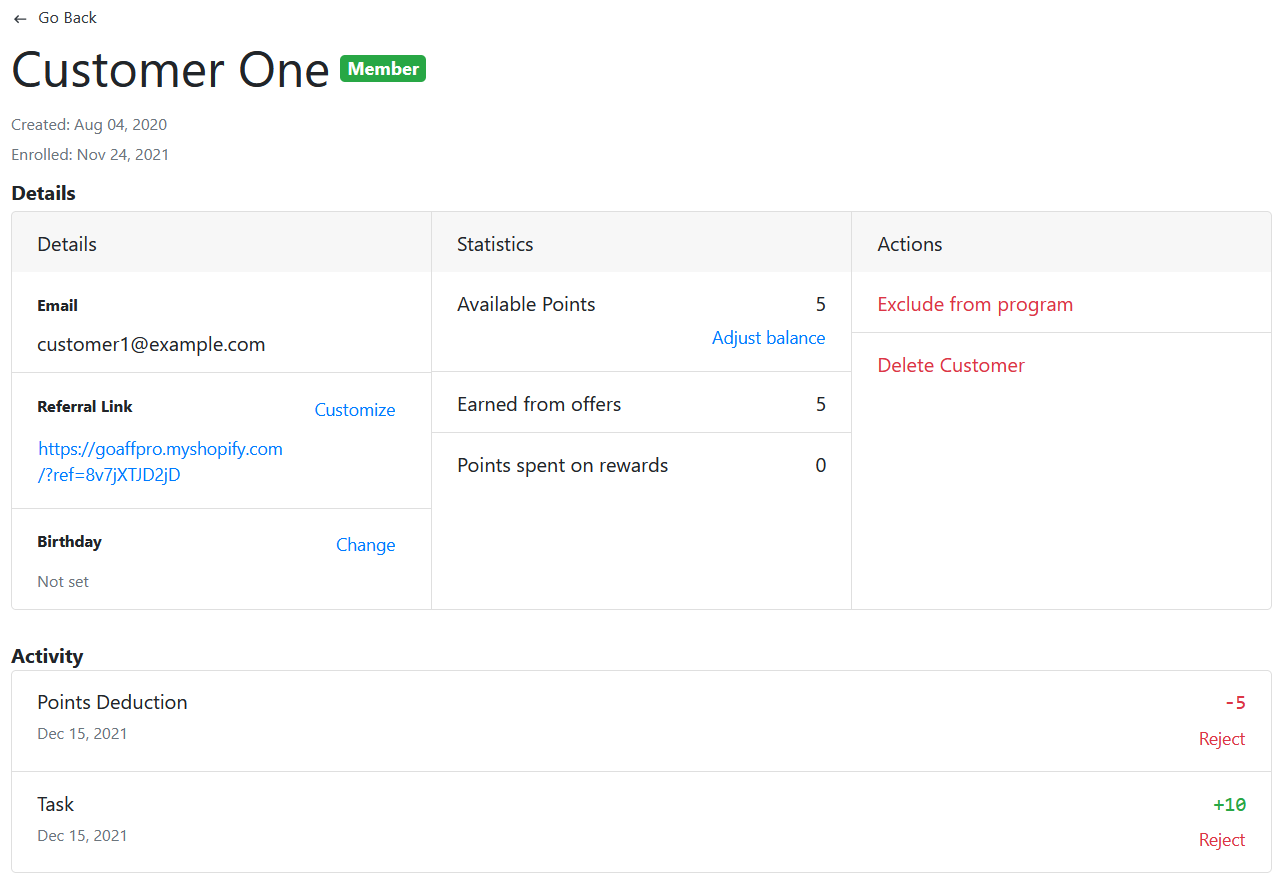 ← Go Back
Customer One Member
Created: Aug 04, 2020
Enrolled: Nov 24, 2021
Details
Details
Email
customer1@example.com
Referral Link Customize
https://goaffpro.myshopify.com
/?ref=8v7jXTJD2jD
Birthday Change
Not set
Statistics
Available Points 5
Adjust balance
Earned from offers 5
Points spent on rewards 0
Actions
Exclude from program
Delete Customer
Activity
Points Deduction -5
Dec 15, 2021 Reject
Task +10
Dec 15, 2021 Reject